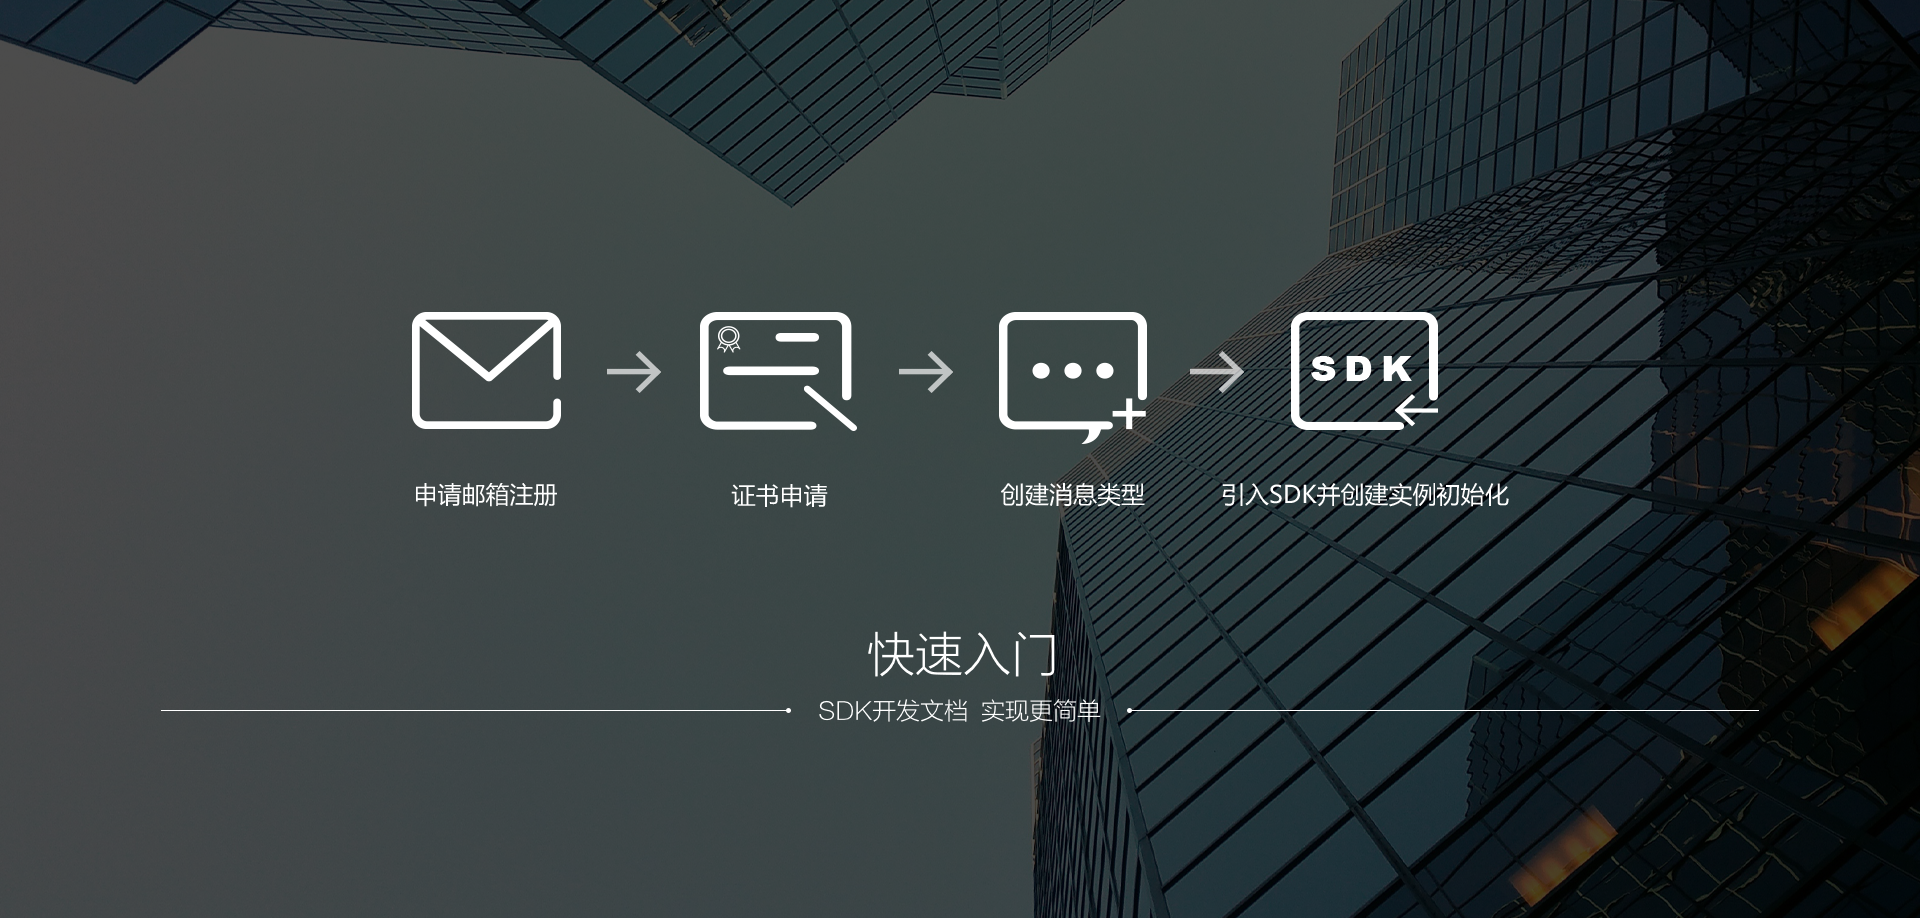 SDK
申请邮箱注册
证书申请
创建消息类型
引入SDK并创建实例初始化
快速入门
SDK开发文档 实现更简单